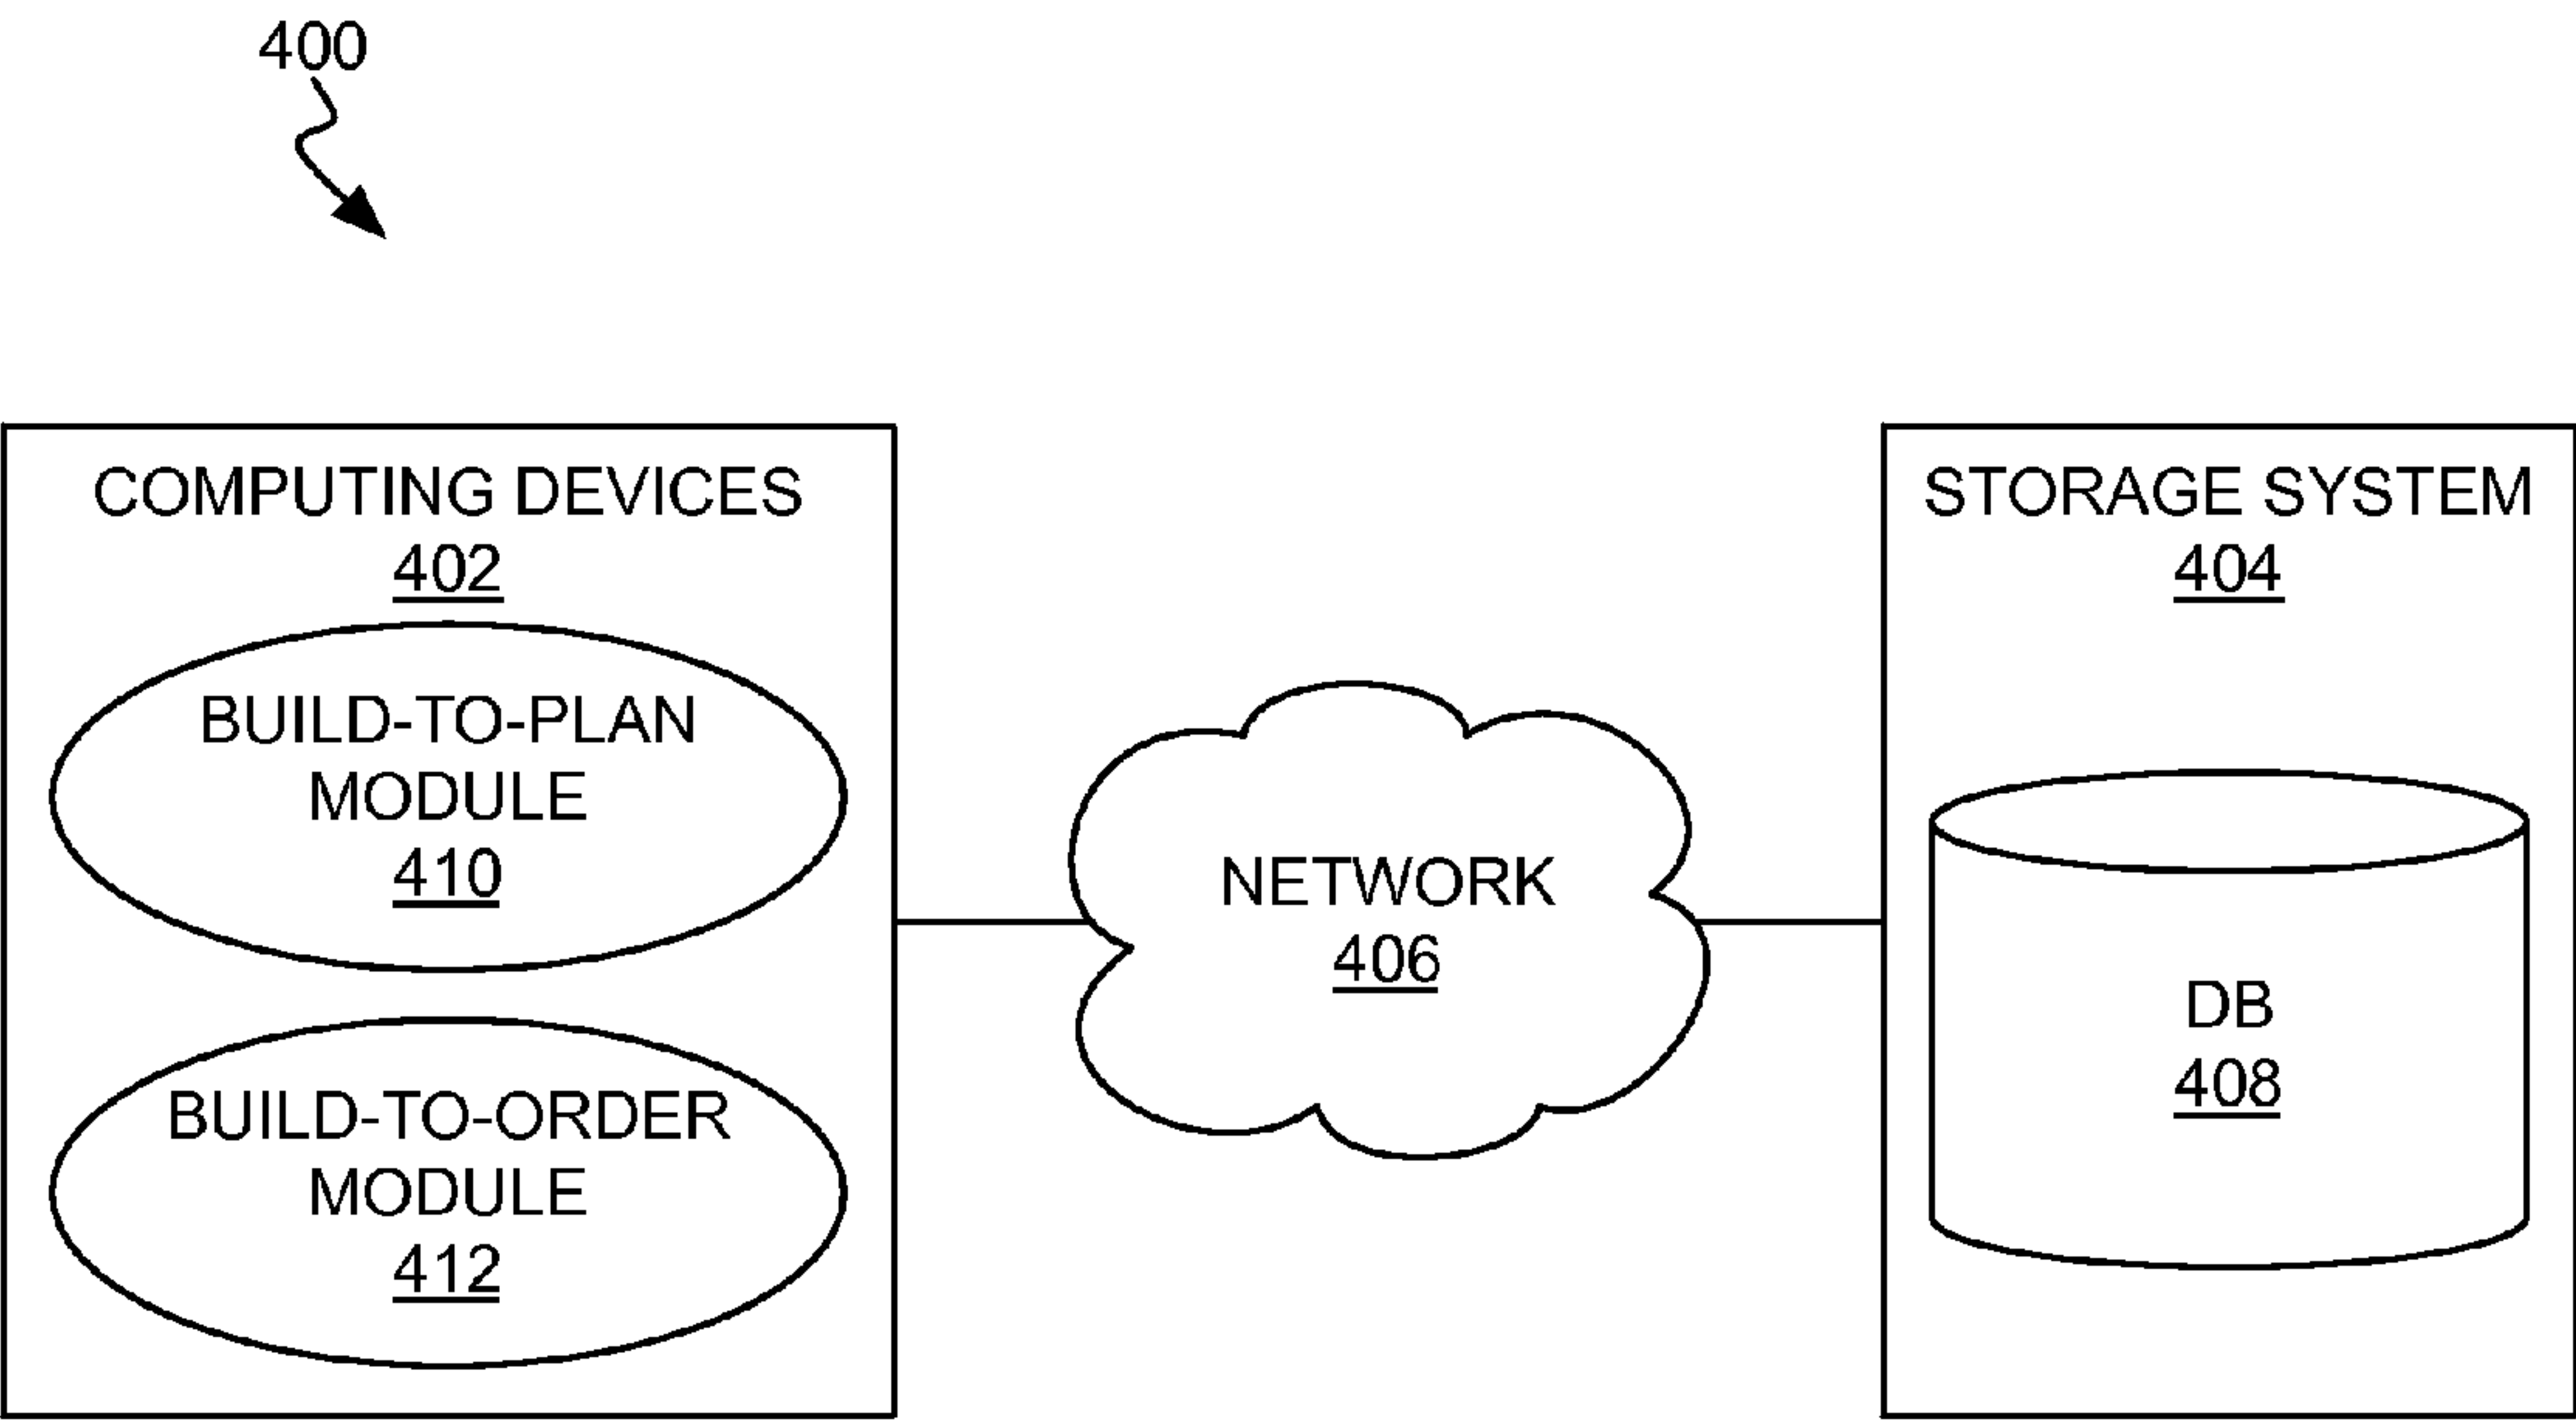 400
COMPUTING DEVICES
402
BUILD-TO-PLAN
MODULE
410
BUILD-TO-ORDER
MODULE
412
NETWORK
406
STORAGE SYSTEM
404
DB
408